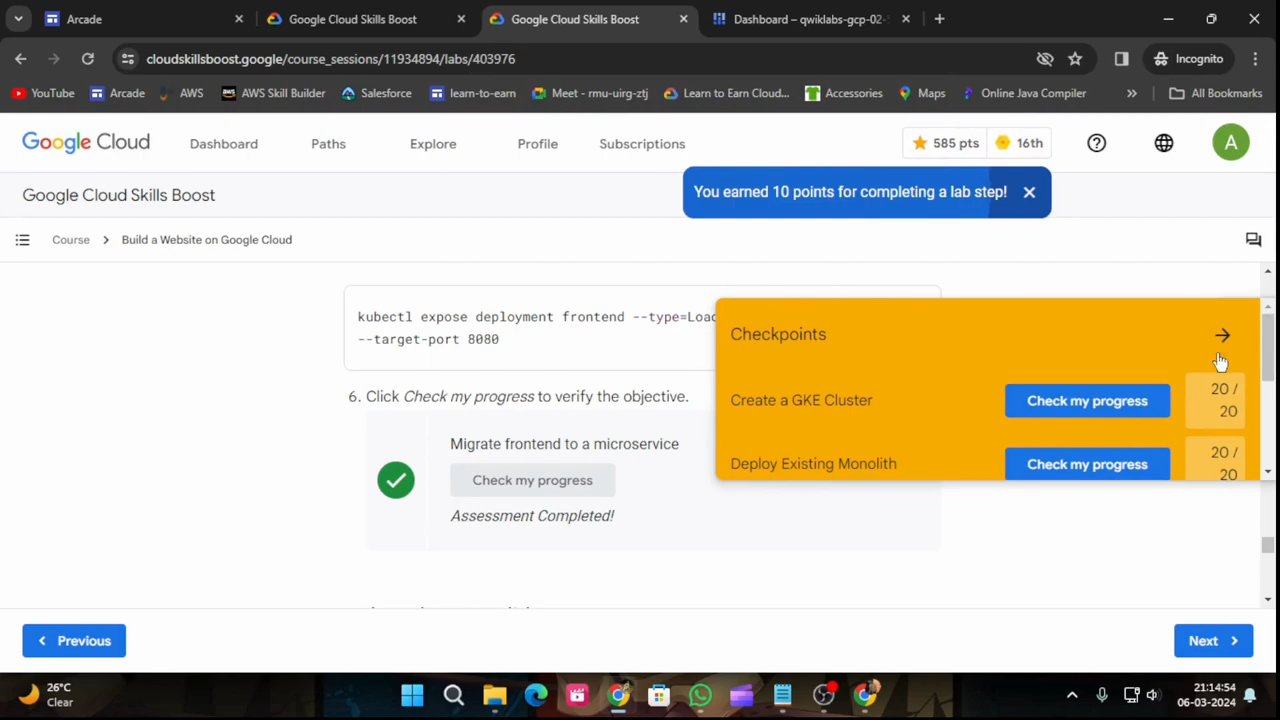 Arcade
Google Cloud Skills Boost
Google Cloud Skills Boost
Dashboard – qwiklabs-gcp-02-
cloudskillsboost.google/course_sessions/11934894/labs/403976
Incognito
YouTube
Arcade
AWS
AWS Skill Builder
Salesforce
learn-to-earn
Meet - rmu-uirg-ztj
Learn to Earn Cloud...
Accessories
Maps
Online Java Compiler
»
All Bookmarks
Google Cloud
Dashboard
Paths
Explore
Profile
Subscriptions
585 pts
16th
A
Google Cloud Skills Boost
You earned 10 points for completing a lab step!
Course
Build a Website on Google Cloud
kubectl expose deployment frontend --type=Loa
--target-port 8080
Checkpoints
Create a GKE Cluster
Check my progress
20 /
20
Deploy Existing Monolith
Check my progress
20 /
20
6. Click Check my progress to verify the objective.
Migrate frontend to a microservice
Check my progress
Assessment Completed!
Previous
Next
26°C
Clear
21:14:54
06-03-2024